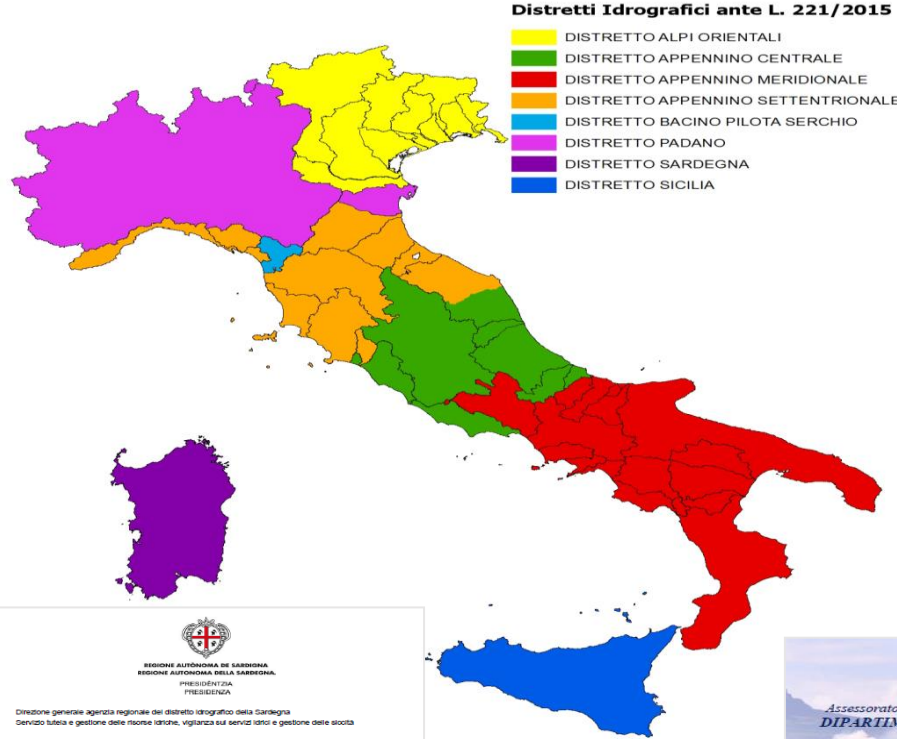 Distretti Idrografici ante L. 221/2015
DISTRETTO ALPI ORIENTALI
DISTRETTO APPENNINO CENTRALE
DISTRETTO APPENNINO MERIDIONALE
DISTRETTO APPENNINO SETTENTRIONALE
DISTRETTO BACINO PILOTA SERCHIO
DISTRETTO PADANO
DISTRETTO SARDEGNA
DISTRETTO SICILIA
REGIONE AUTÒNOMA DE SARDIGNA
REGIONE AUTONOMA DELLA SARDEGNA
PRESIDÈNTZIA
PRESIDENZA
Direzione generale agenzia regionale del distretto idrografico della Sardegna
Servizio tutela e gestione delle risorse idriche, vigilanza sui servizi idrici e gestione delle siccità
Assessorato